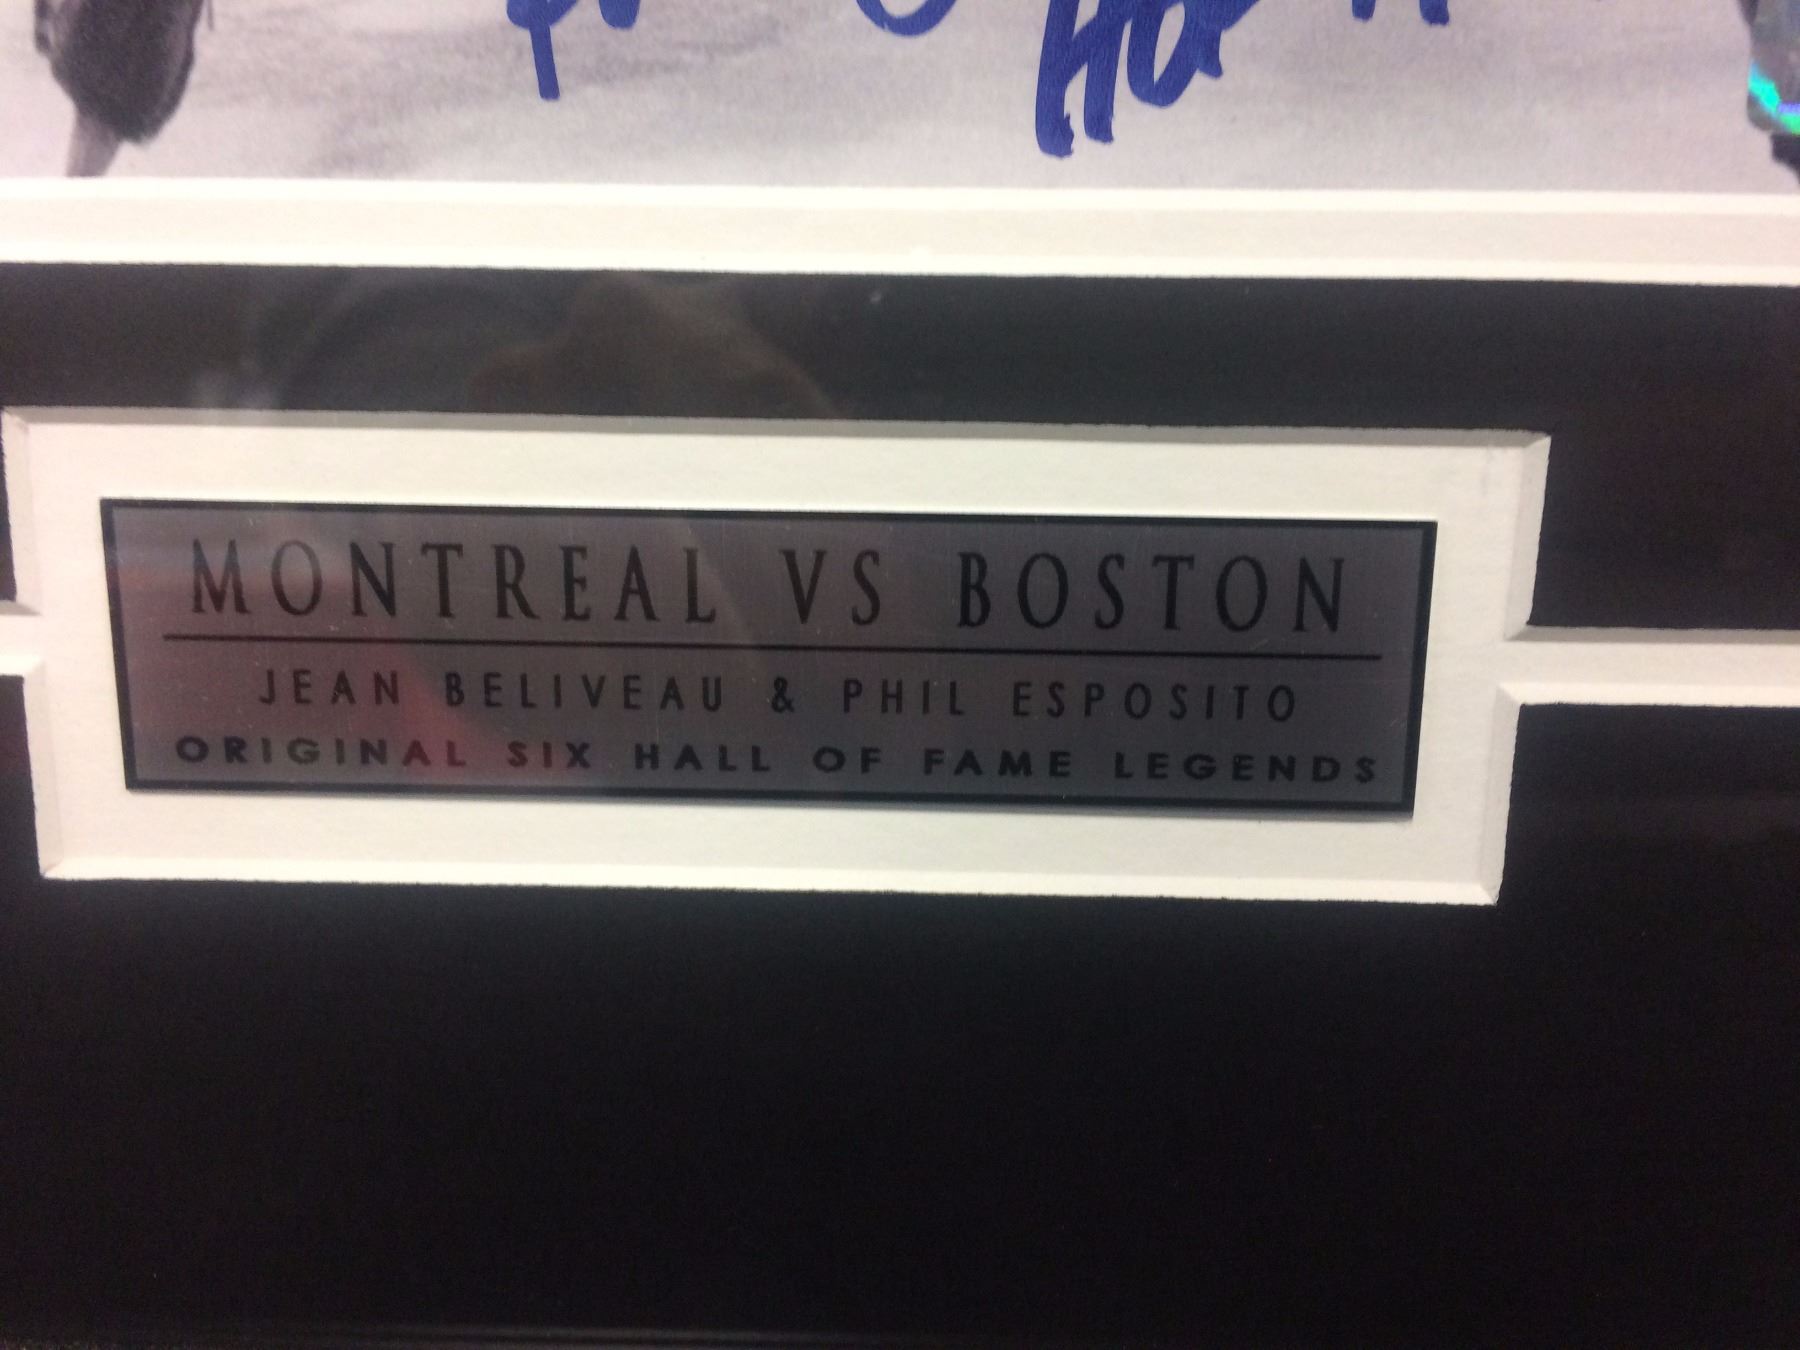 MONTREAL VS BOSTON
JEAN BELIVEAU & PHIL ESPOSITO
ORIGINAL SIX HALL OF FAME LEGENDS